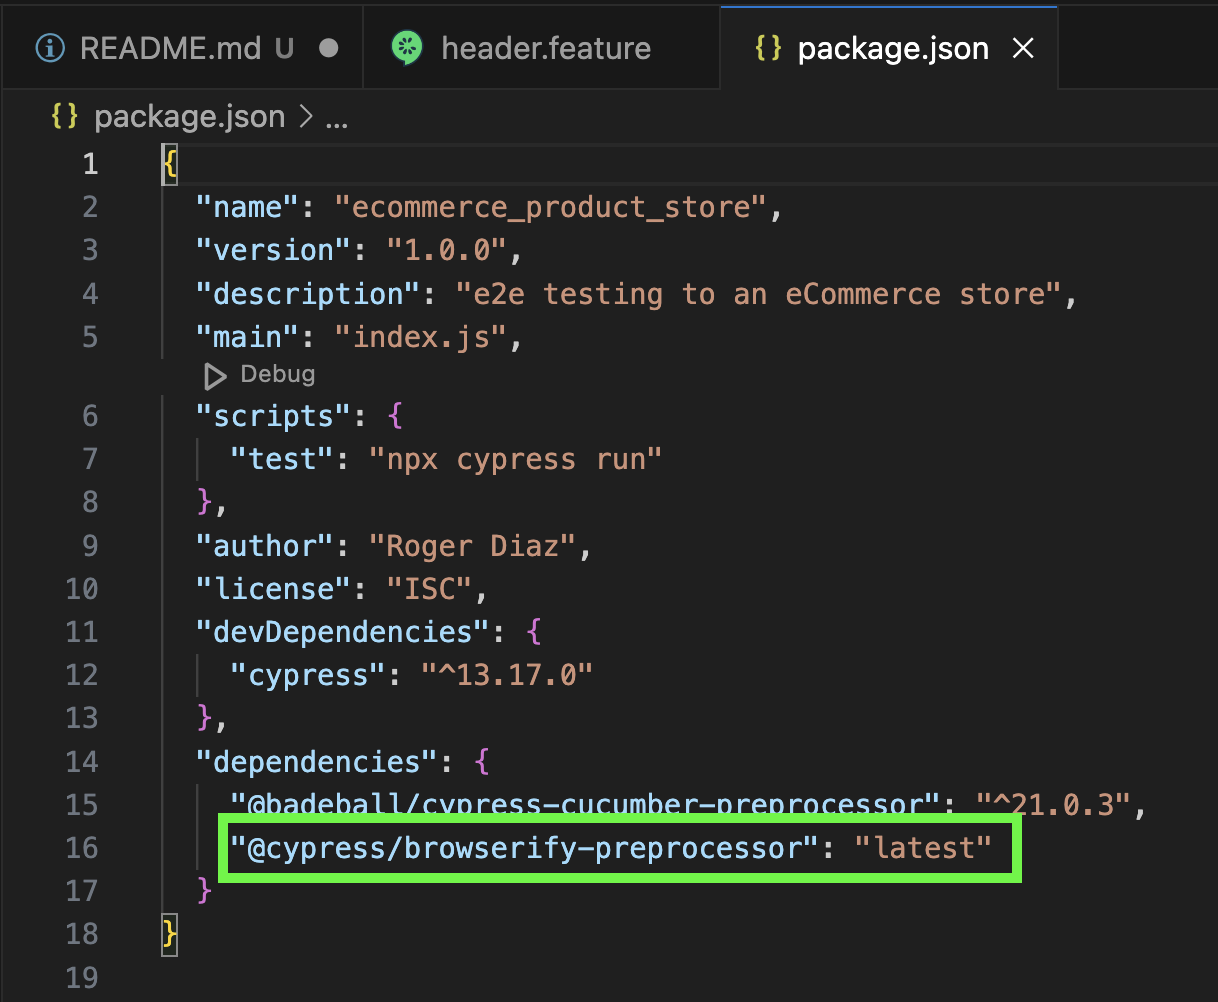 README.md U
header.feature
{} package.json
{} package.json > ...
1 {
2 "name": "ecommerce_product_store",
3 "version": "1.0.0",
4 "description": "e2e testing to an eCommerce store",
5 "main": "index.js",
Debug
6 "scripts": {
7 "test": "npx cypress run"
8 },
9 "author": "Roger Diaz",
10 "license": "ISC",
11 "devDependencies": {
12 "cypress": "^13.17.0"
13 },
14 "dependencies": {
15 "@badeball/cypress-cucumber-preprocessor": "^21.0.3",
16 "@cypress/browserify-preprocessor": "latest"
17 }
18 }
19